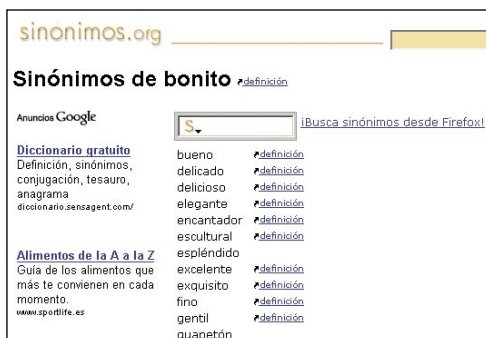 sinonimos.org
Sinónimos de bonito definición
Anuncios Google
Diccionario gratuito
Definición, sinónimos,
conjugación, tesauro,
anagrama
diccionario.sensagent.com/
Alimentos de la A a la Z
Guía de los alimentos que
más te convienen en cada
momento.
www.sportlife.es
S
¡Busca sinónimos desde Firefox!
bueno definición
delicado definición
delicioso definición
elegante definición
encantador definición
escultural definición
espléndido
excelente definición
exquisito definición
fino definición
gentil definición
guapetón